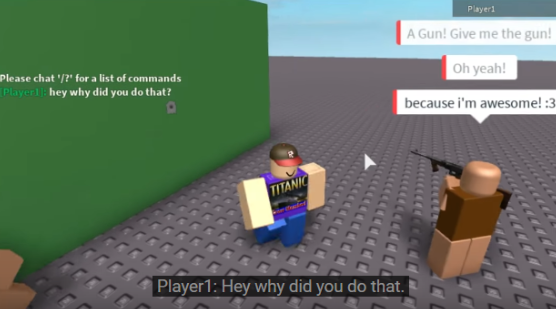 Player1
A Gun! Give me the gun!
Oh yeah!
because i'm awesome! :3
Please chat '/?' for a list of commands
[Player1]: hey why did you do that?
TITANIC
Player1: Hey why did you do that.